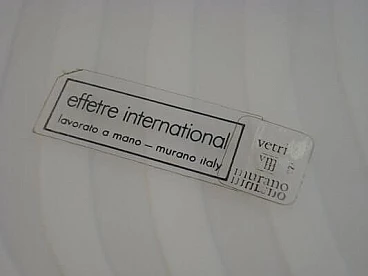 effetre international
lavorato a mano — murano italy
vetri
murano